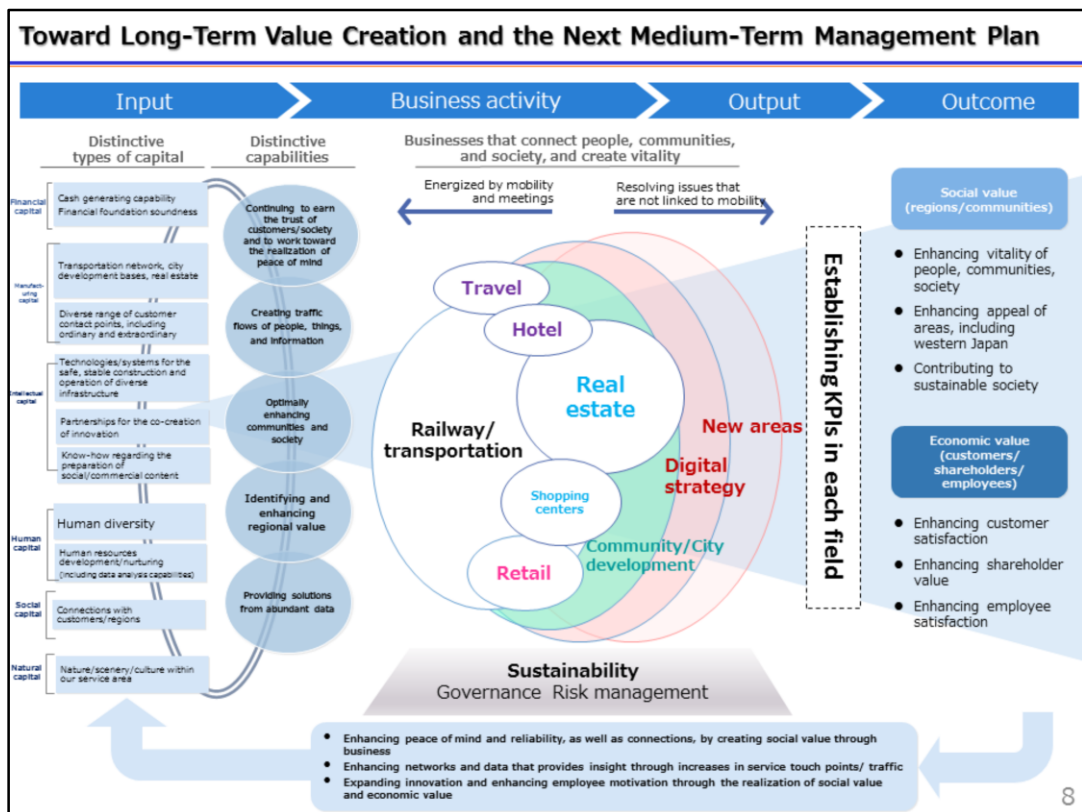 Toward Long-Term Value Creation and the Next Medium-Term Management Plan
Input
Business activity
Output
Outcome
Distinctive
types of capital
Distinctive
capabilities
Businesses that connect people, communities,
and society, and create vitality
Energized by mobility
and meetings
Resolving issues that
are not linked to mobility
Financial
capital
Cash generating capability
Financial foundation soundness
Manufact-
uring
capital
Transportation network, city
development bases, real estate
Diverse range of customer
contact points, including
ordinary and extraordinary
Intellectual
capital
Technologies/systems for the
safe, stable construction and
operation of diverse
infrastructure
Partnerships for the co-creation
of innovation
Know-how regarding the
preparation of
social/commercial content
Human
capital
Human diversity
Human resources
development/nurturing
(including data analysis capabilities)
Social
capital
Connections with
customers/regions
Natural
capital
Nature/scenery/culture within
our service area
Continuing to earn
the trust of
customers/society
and to work toward
the realization of
peace of mind
Creating traffic
flows of people, things,
and information
Optimally
enhancing
communities and
society
Identifying and
enhancing
regional value
Providing solutions
from abundant data
Travel
Hotel
Real
estate
Railway/
transportation
Shopping
centers
Retail
Community/City
development
Digital
strategy
New areas
Establishing KPIs in each field
Social value
(regions/communities)
● Enhancing vitality of
people, communities,
society
● Enhancing appeal of
areas, including
western Japan
● Contributing to
sustainable society
Economic value
(customers/
shareholders/
employees)
● Enhancing customer
satisfaction
● Enhancing shareholder
value
● Enhancing employee
satisfaction
Sustainability
Governance Risk management
● Enhancing peace of mind and reliability, as well as connections, by creating social value through
business
● Enhancing networks and data that provides insight through increases in service touch points/ traffic
● Expanding innovation and enhancing employee motivation through the realization of social value
and economic value
8